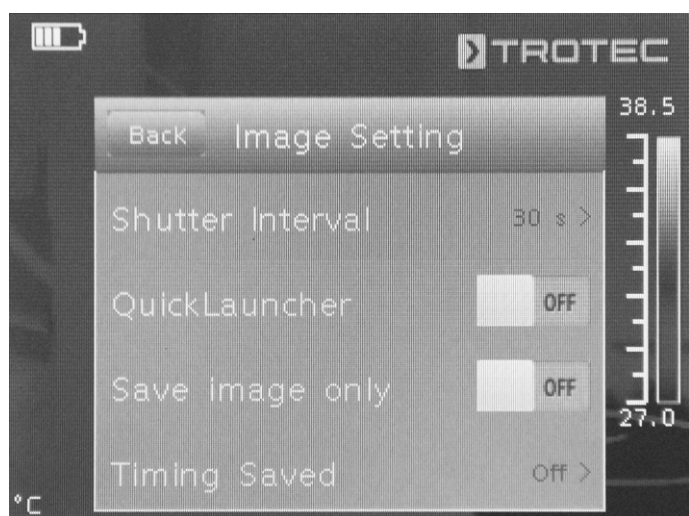 TROTEC
38.5
Back Image Setting
Shutter Interval 30 s >
QuickLauncher OFF
Save image only OFF
27.0
Timing Saved Off >
°C